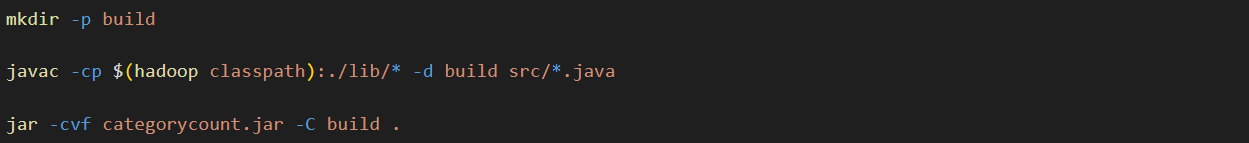 mkdir -p build
javac -cp $(hadoop classpath):./lib/* -d build src/*.java
jar -cvf categorycount.jar -C build .